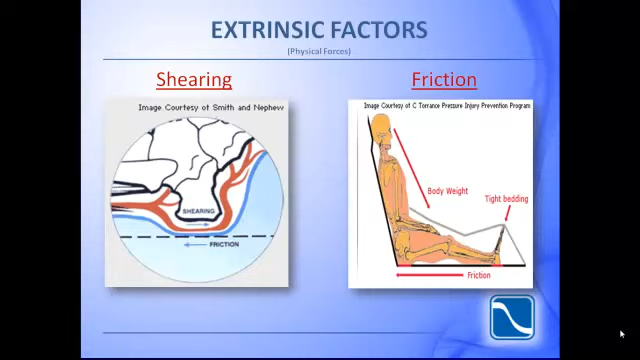 EXTRINSIC FACTORS
(Physical Forces)
Shearing
Friction
Image Courtesy of Smith and Nephew
SHEARING
FRICTION
Image Courtesy of C Torrance Pressure Injury Prevention Program
Body Weight
Tight bedding
Friction